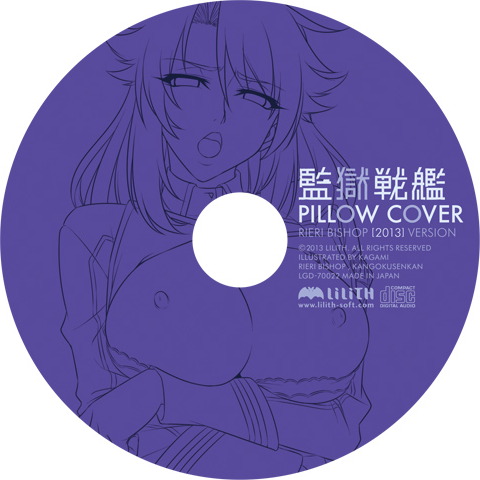 監獄戦艦
PILLOW COVER
RIERI BISHOP [2013] VERSION
©2013 LILITH. ALL RIGHTS RESERVED
ILLUSTRATED BY KAGAMI
RIERI BISHOP . KANGOKUSENKAN
LGD-70022 MADE IN JAPAN
LiLiTH
www.lilith-soft.com
COMPACT
disc
DIGITAL AUDIO